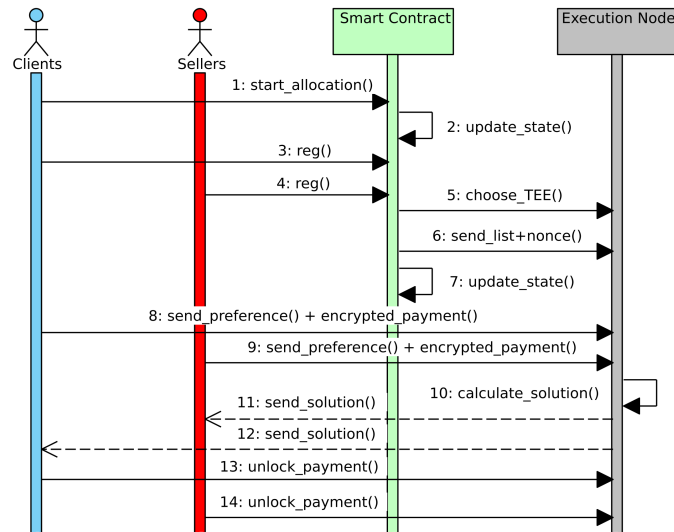 Smart Contract
Execution Node
Clients
Sellers
1: start_allocation()
2: update_state()
3: reg()
4: reg()
5: choose_TEE()
6: send_list+nonce()
7: update_state()
8: send_preference() + encrypted_payment()
9: send_preference() + encrypted_payment()
10: calculate_solution()
11: send_solution()
12: send_solution()
13: unlock_payment()
14: unlock_payment()